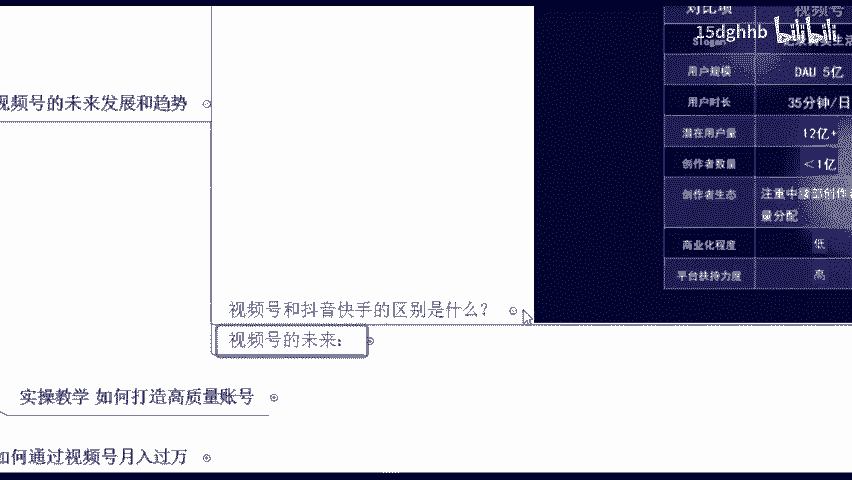 对比项 视频号
15dghhb bilibili
Slogan 记录真实生活
用户规模 DAU 5亿
视频号的未来发展和趋势
用户时长 35分钟/日
潜在用户量 12亿+
创作者数量 <1亿
创作者生态 注重中
量分配
商业化程度 低
平台扶持力度 高
视频号和抖音快手的区别是什么?
视频号的未来:
实操教学 如何打造高质量账号
如何通过视频号月入过万